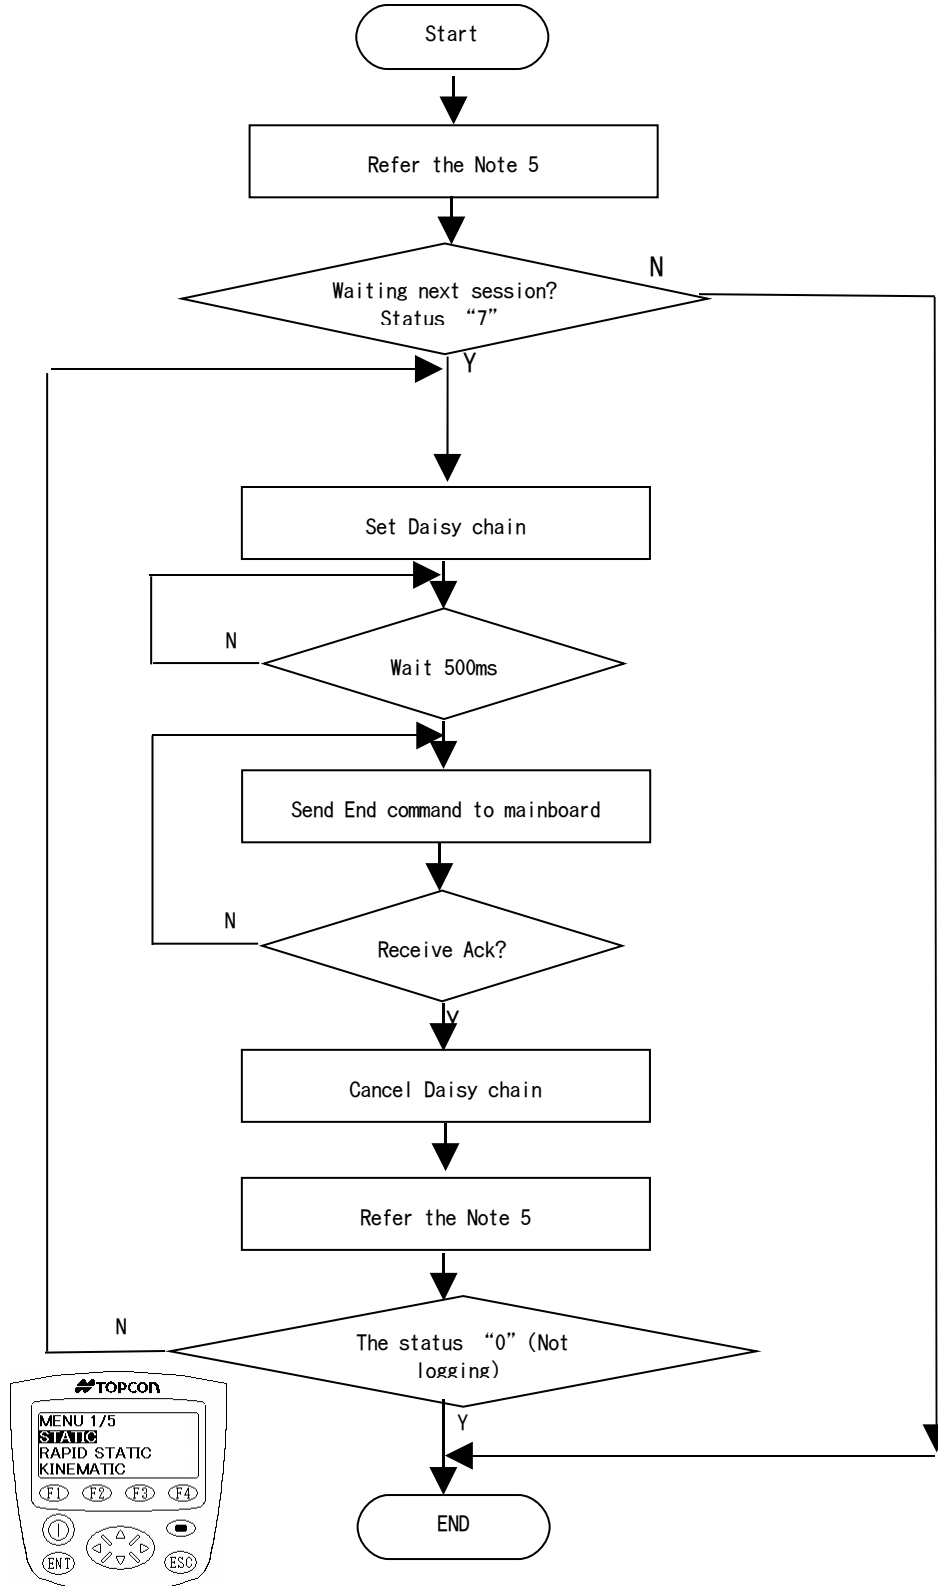 Start
Refer the Note 5
Waiting next session?
Status “7”
N
Y
Set Daisy chain
N
Wait 500ms
Send End command to mainboard
N
Receive Ack?
Y
Cancel Daisy chain
Refer the Note 5
N
The status “0”(Not
logging)
Y
END
TOPCON
MENU 1/5
STATIC
RAPID STATIC
KINEMATIC
F1 F2 F3 F4
ENT ESC